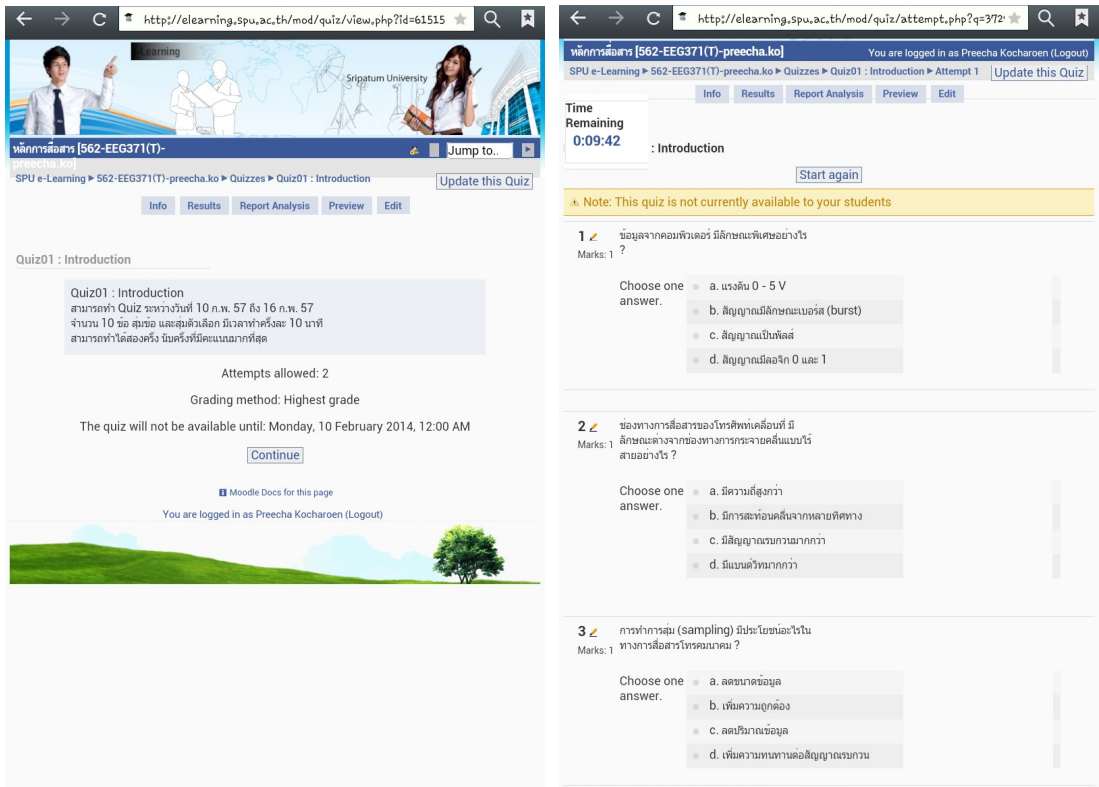 http://elearning.spu.ac.th/mod/quiz/view.php?id=61515
e-Learning
Sripatum University
หลักการสื่อสาร [562-EEG371(T)-
preecha.ko]
Jump to..
SPU e-Learning ► 562-EEG371(T)-preecha.ko ► Quizzes ► Quiz01 : Introduction
Update this Quiz
Info Results Report Analysis Preview Edit
Quiz01 : Introduction
Quiz01 : Introduction
สามารถทำ Quiz ระหว่างวันที่ 10 ก.พ. 57 ถึง 16 ก.พ. 57
จำนวน 10 ข้อ สุ่มข้อ และสุ่มตัวเลือก มีเวลาทำครั้งละ 10 นาที
สามารถทำได้สองครั้ง นับครั้งที่มีคะแนนมากที่สุด
Attempts allowed: 2
Grading method: Highest grade
The quiz will not be available until: Monday, 10 February 2014, 12:00 AM
Continue
Moodle Docs for this page
You are logged in as Preecha Kocharoen (Logout)
http://elearning.spu.ac.th/mod/quiz/attempt.php?q=372
หลักการสื่อสาร [562-EEG371(T)-preecha.ko]
You are logged in as Preecha Kocharoen (Logout)
SPU e-Learning ► 562-EEG371(T)-preecha.ko ► Quizzes ► Quiz01 : Introduction ► Attempt 1
Update this Quiz
Info Results Report Analysis Preview Edit
Time
Remaining
0:09:42
: Introduction
Start again
Note: This quiz is not currently available to your students
1 ข้อมูลจากคอมพิวเตอร์ มีลักษณะพิเศษอย่างไร
Marks: 1 ?
Choose one
answer.
a. แรงดัน 0 - 5 V
b. สัญญาณมีลักษณะเบอร์ส (burst)
c. สัญญาณเป็นพัลส์
d. สัญญาณมีลอจิก 0 และ 1
2 ช่องทางการสื่อสารของโทรศัพท์เคลื่อนที่ มี
Marks: 1 ลักษณะต่างจากช่องทางการกระจายคลื่นแบบไร้
สายอย่างไร ?
Choose one
answer.
a. มีความถี่สูงกว่า
b. มีการสะท้อนคลื่นจากหลายทิศทาง
c. มีสัญญาณรบกวนมากกว่า
d. มีแบนด์วิทมากกว่า
3 การทำการสุ่ม (sampling) มีประโยชน์อะไรใน
Marks: 1 ทางการสื่อสารโทรคมนาคม ?
Choose one
answer.
a. ลดขนาดข้อมูล
b. เพิ่มความถูกต้อง
c. ลดปริมาณข้อมูล
d. เพิ่มความทนทานต่อสัญญาณรบกวน